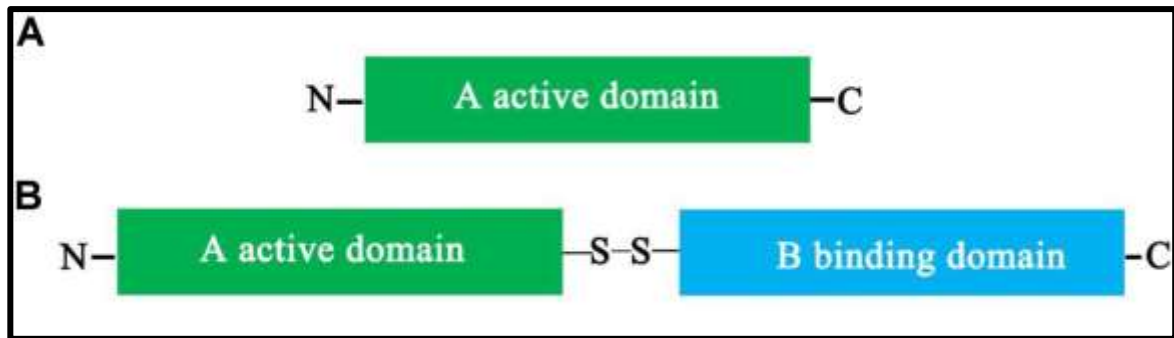 A
N– A active domain –C
B
N– A active domain –S–S– B binding domain –C